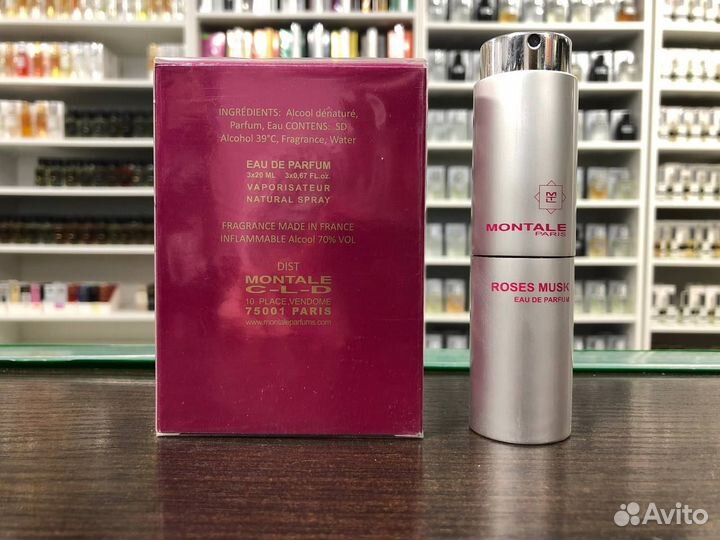 INGRÉDIENTS: Alcool dénaturé,
Parfum, Eau CONTENS: SD
Alcohol 39°C, Fragrance, Water
EAU DE PARFUM
3x20 ML 3x0,67 FL.oz.
VAPORISATEUR
NATURAL SPRAY
FRAGRANCE MADE IN FRANCE
INFLAMMABLE Alcool 70% VOL
DIST
MONTALE
C-L-D
10, PLACE,VENDOME
75001 PARIS
www.montaleparfums.com
MONTALE
PARIS
ROSES MUSK
EAU DE PARFUM
Avito